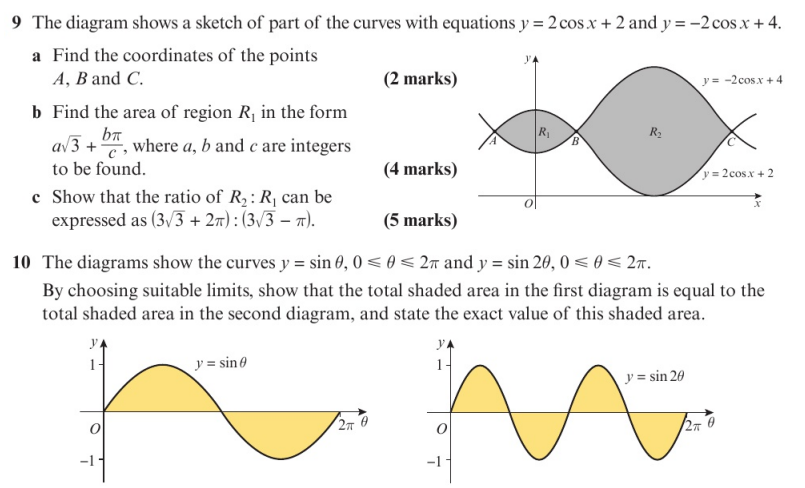 9 The diagram shows a sketch of part of the curves with equations y = 2 cos x + 2 and y = −2 cos x + 4.
a Find the coordinates of the points
A, B and C. (2 marks)
b Find the area of region R₁ in the form
a√3 + bπ/c, where a, b and c are integers
to be found. (4 marks)
c Show that the ratio of R₂ : R₁ can be
expressed as (3√3 + 2π) : (3√3 − π). (5 marks)
y
y = −2cos x + 4
A
R₁
B
R₂
C
y = 2cos x + 2
O
x
10 The diagrams show the curves y = sin θ, 0 ⩽ θ ⩽ 2π and y = sin 2θ, 0 ⩽ θ ⩽ 2π.
By choosing suitable limits, show that the total shaded area in the first diagram is equal to the
total shaded area in the second diagram, and state the exact value of this shaded area.
y
1
y = sin θ
O
2π θ
−1
y
1
y = sin 2θ
O
2π θ
−1